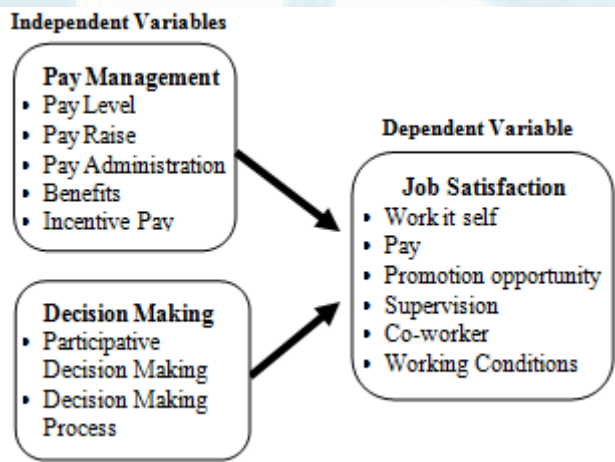 Independent Variables
Pay Management
• Pay Level
• Pay Raise
• Pay Administration
• Benefits
• Incentive Pay
Decision Making
• Participative
Decision Making
• Decision Making
Process
Dependent Variable
Job Satisfaction
• Work it self
• Pay
• Promotion opportunity
• Supervision
• Co-worker
• Working Conditions